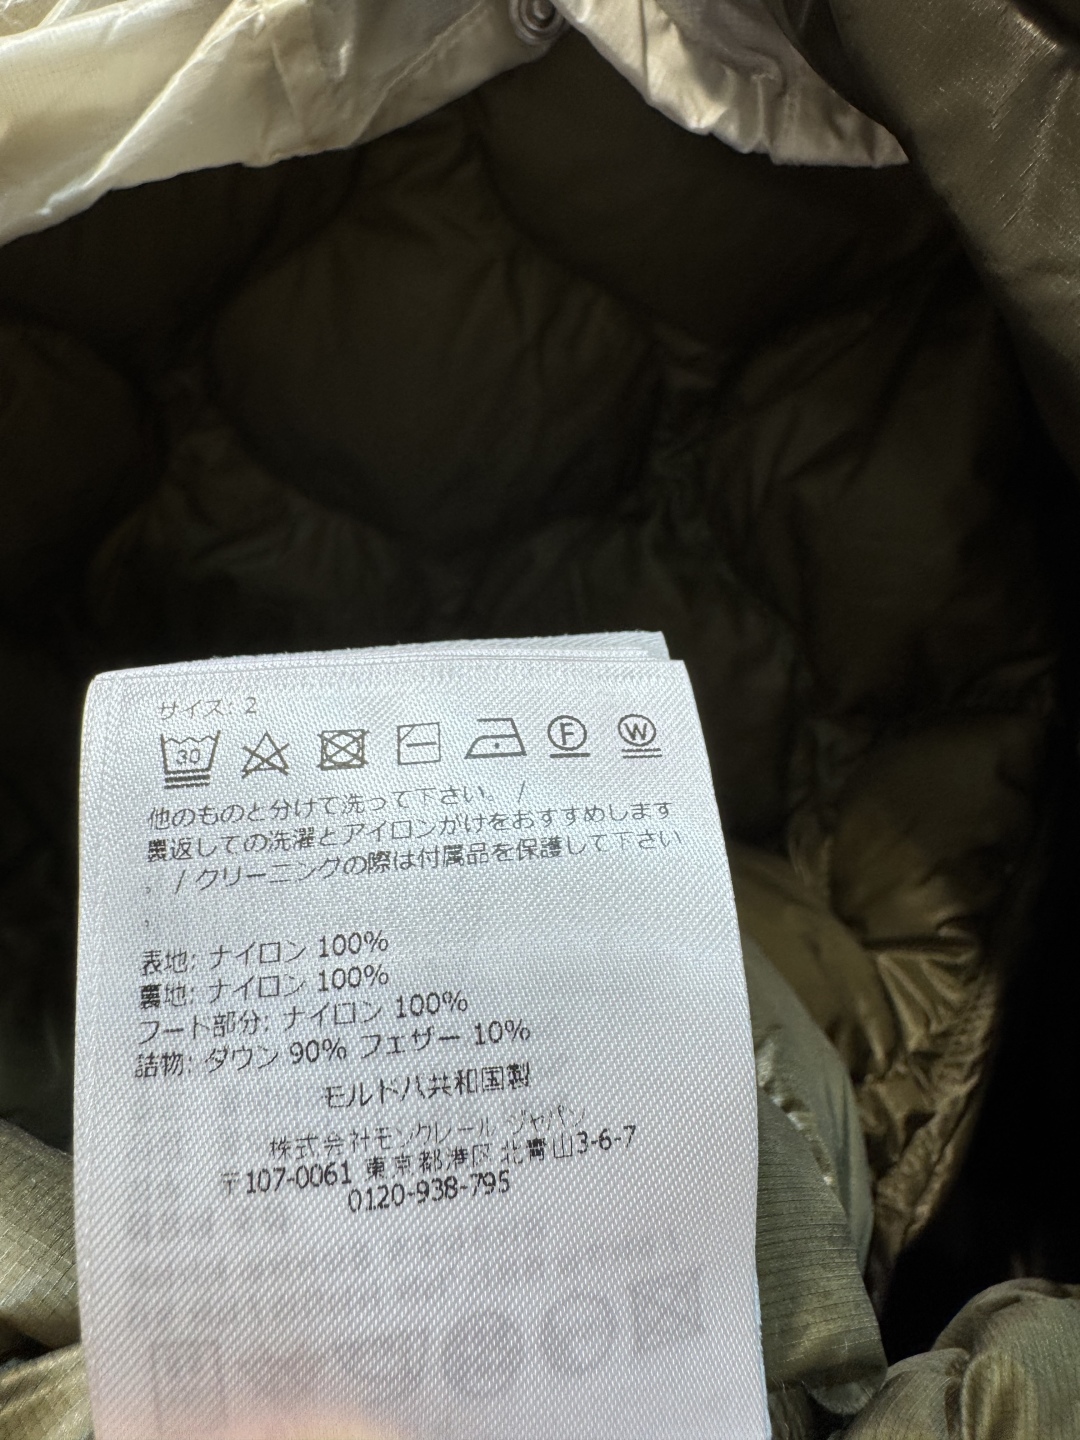 サイズ: 2
30
F
W
他のものと分けて洗って下さい。/
裏返しての洗濯とアイロンがけをおすすめします
。 / クリーニングの際は付属品を保護して下さい
。
表地: ナイロン 100%
裏地: ナイロン 100%
フード部分: ナイロン 100%
詰物: ダウン 90% フェザー 10%
モルドバ共和国製
株式会社モンクレール ジャパン
〒107-0061 東京都港区 北青山3-6-7
0120-938-795